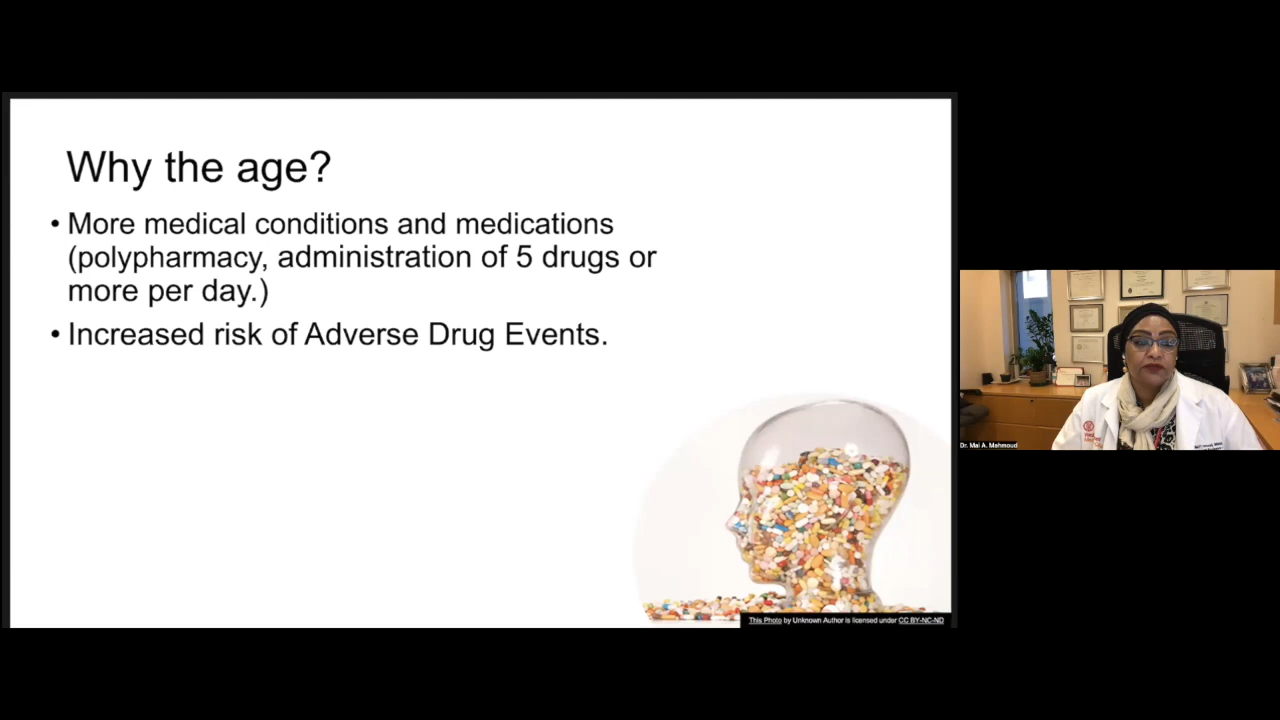 Why the age?
• More medical conditions and medications
(polypharmacy, administration of 5 drugs or
more per day.)
• Increased risk of Adverse Drug Events.
This Photo by Unknown Author is licensed under CC BY-NC-ND
Dr. Mai A. Mahmoud